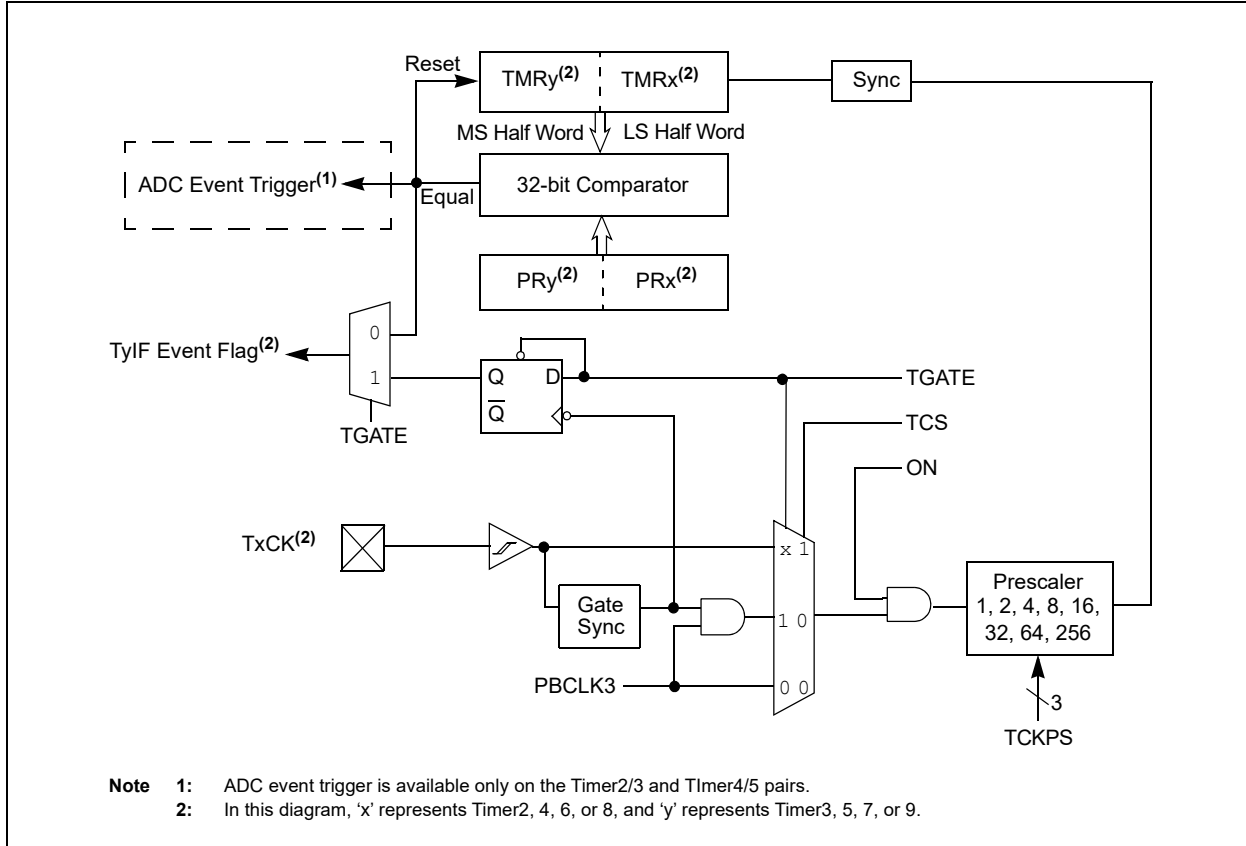 Reset
TMRy(2)
TMRx(2)
Sync
MS Half Word
LS Half Word
ADC Event Trigger(1)
Equal
32-bit Comparator
PRy(2)
PRx(2)
0
TyIF Event Flag(2)
1
Q
D
Q
TGATE
TGATE
TCS
ON
TxCK(2)
x 1
Gate
Sync
1 0
Prescaler
1, 2, 4, 8, 16,
32, 64, 256
PBCLK3
0 0
3
TCKPS
Note 1: ADC event trigger is available only on the Timer2/3 and TImer4/5 pairs.
2: In this diagram, ‘x’ represents Timer2, 4, 6, or 8, and ‘y’ represents Timer3, 5, 7, or 9.